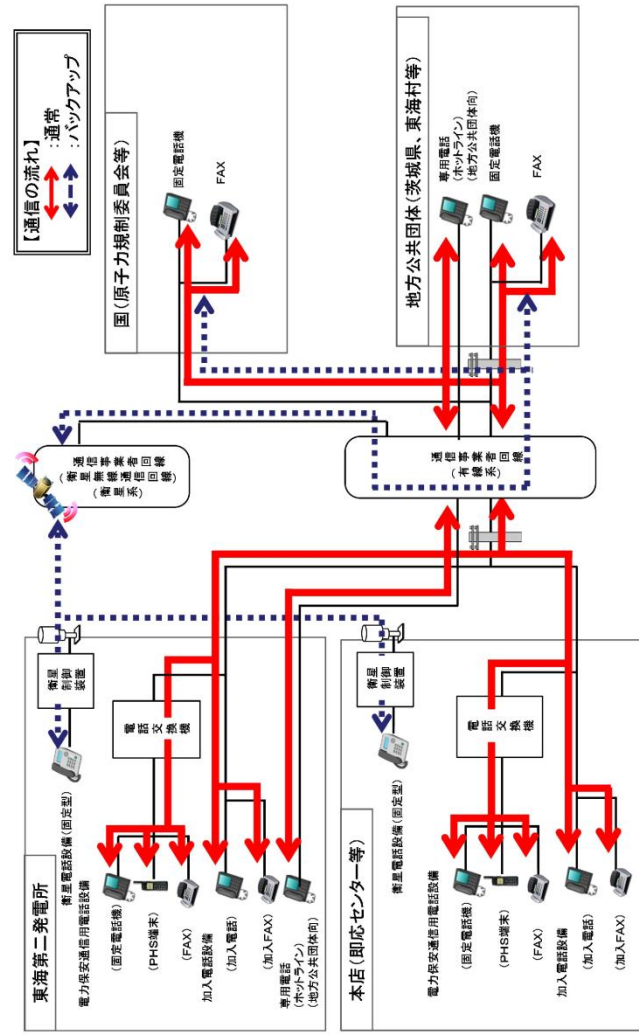 【通信の流れ】
:通常
:バックアップ
東海第二発電所
衛星電話設備(固定型)
衛星
制御
装置
電力保安通信用電話設備
(固定電話機)
(PHS端末)
(FAX)
電話
交換
機
加入電話設備
(加入電話)
(加入FAX)
専用電話
(ホットライン)
(地方公共団体向)
本店(即応センター等)
衛星電話設備(固定型)
衛星
制御
装置
電力保安通信用電話設備
(固定電話機)
(PHS端末)
(FAX)
電話
交換
機
加入電話設備
(加入電話)
(加入FAX)
通信事業者回線
(衛星無線通信回線)
(衛星系)
通信事業者回線
(有線系)
国(原子力規制委員会等)
固定電話機
FAX
地方公共団体(茨城県、東海村等)
専用電話
(ホットライン)
(地方公共団体向)
固定電話機
FAX